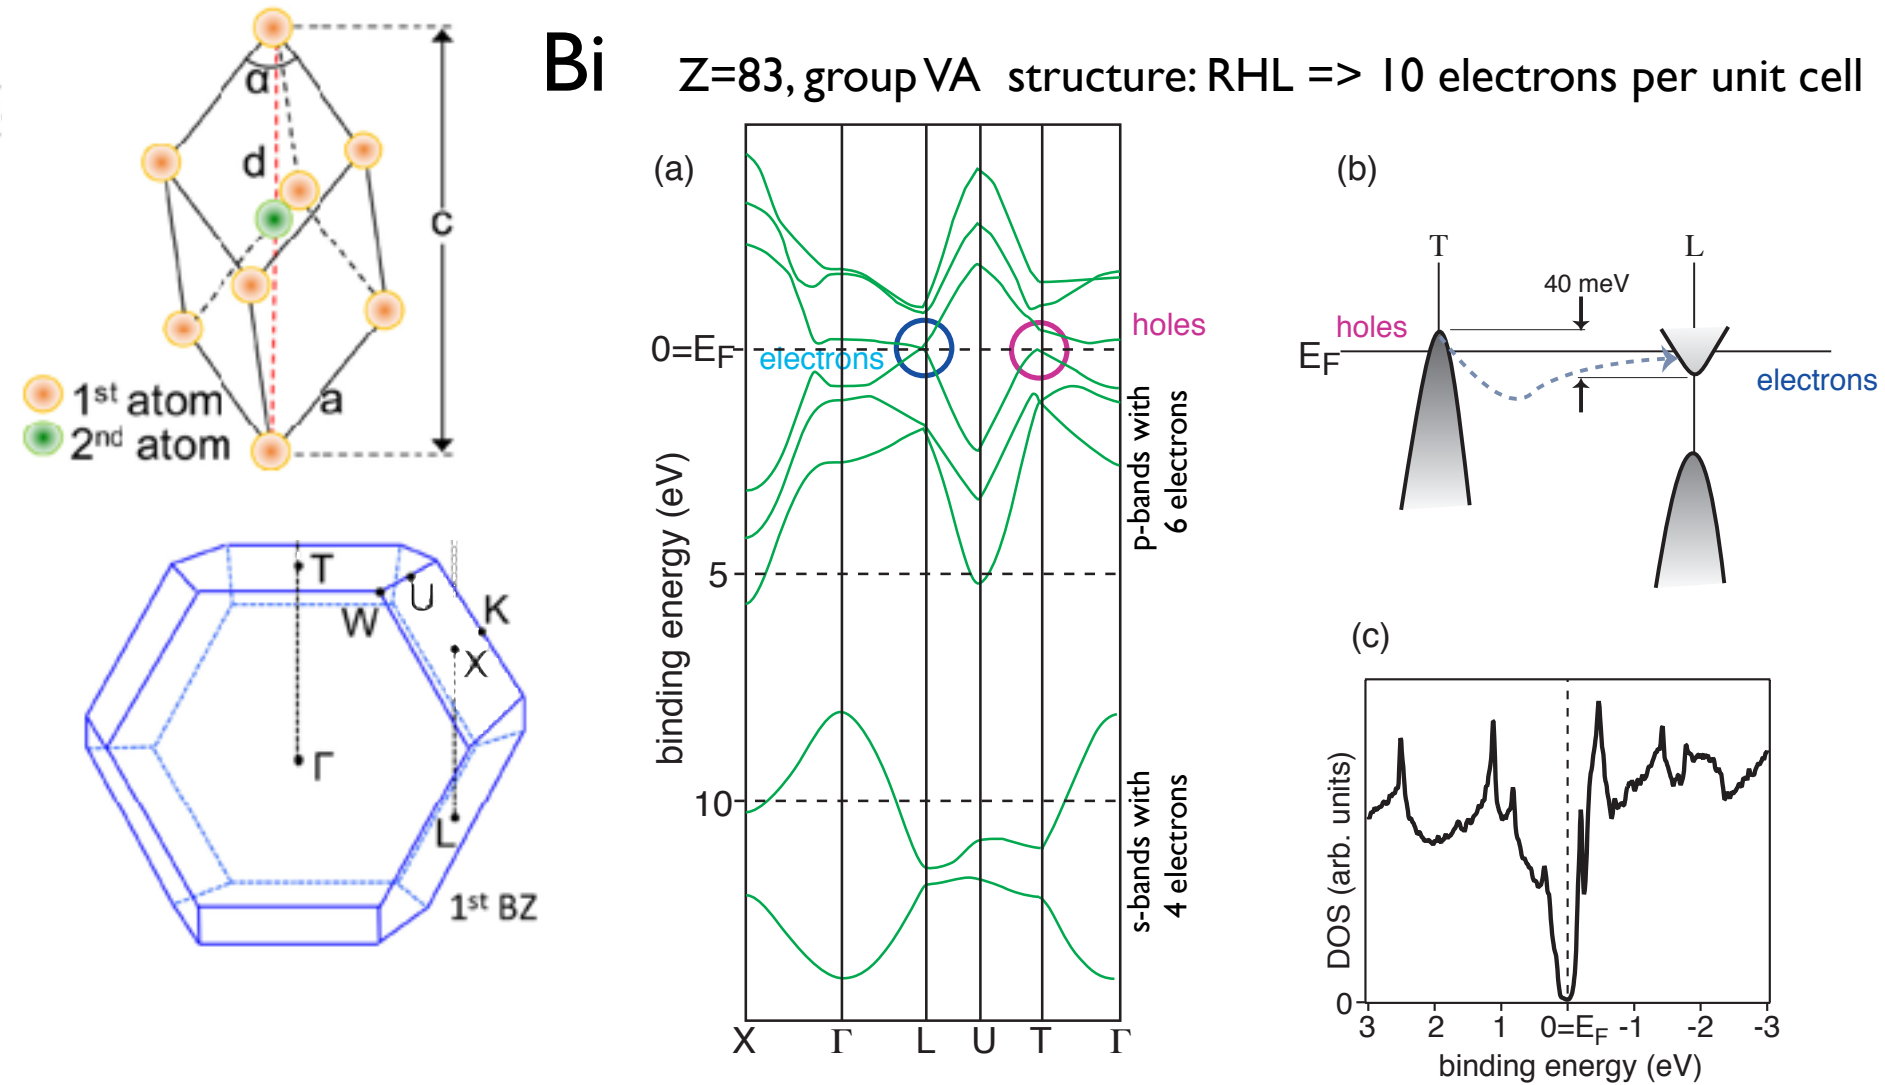 Bi
Z=83, group VA structure: RHL => 10 electrons per unit cell
α
d
c
a
1st atom
2nd atom
T
U
W
K
X
Γ
L
1st BZ
(a)
0=EF
electrons
holes
5
10
binding energy (eV)
p-bands with
6 electrons
s-bands with
4 electrons
X Γ L U T Γ
(b)
T
L
40 meV
holes
EF
electrons
(c)
DOS (arb. units)
0
3 2 1 0=EF -1 -2 -3
binding energy (eV)